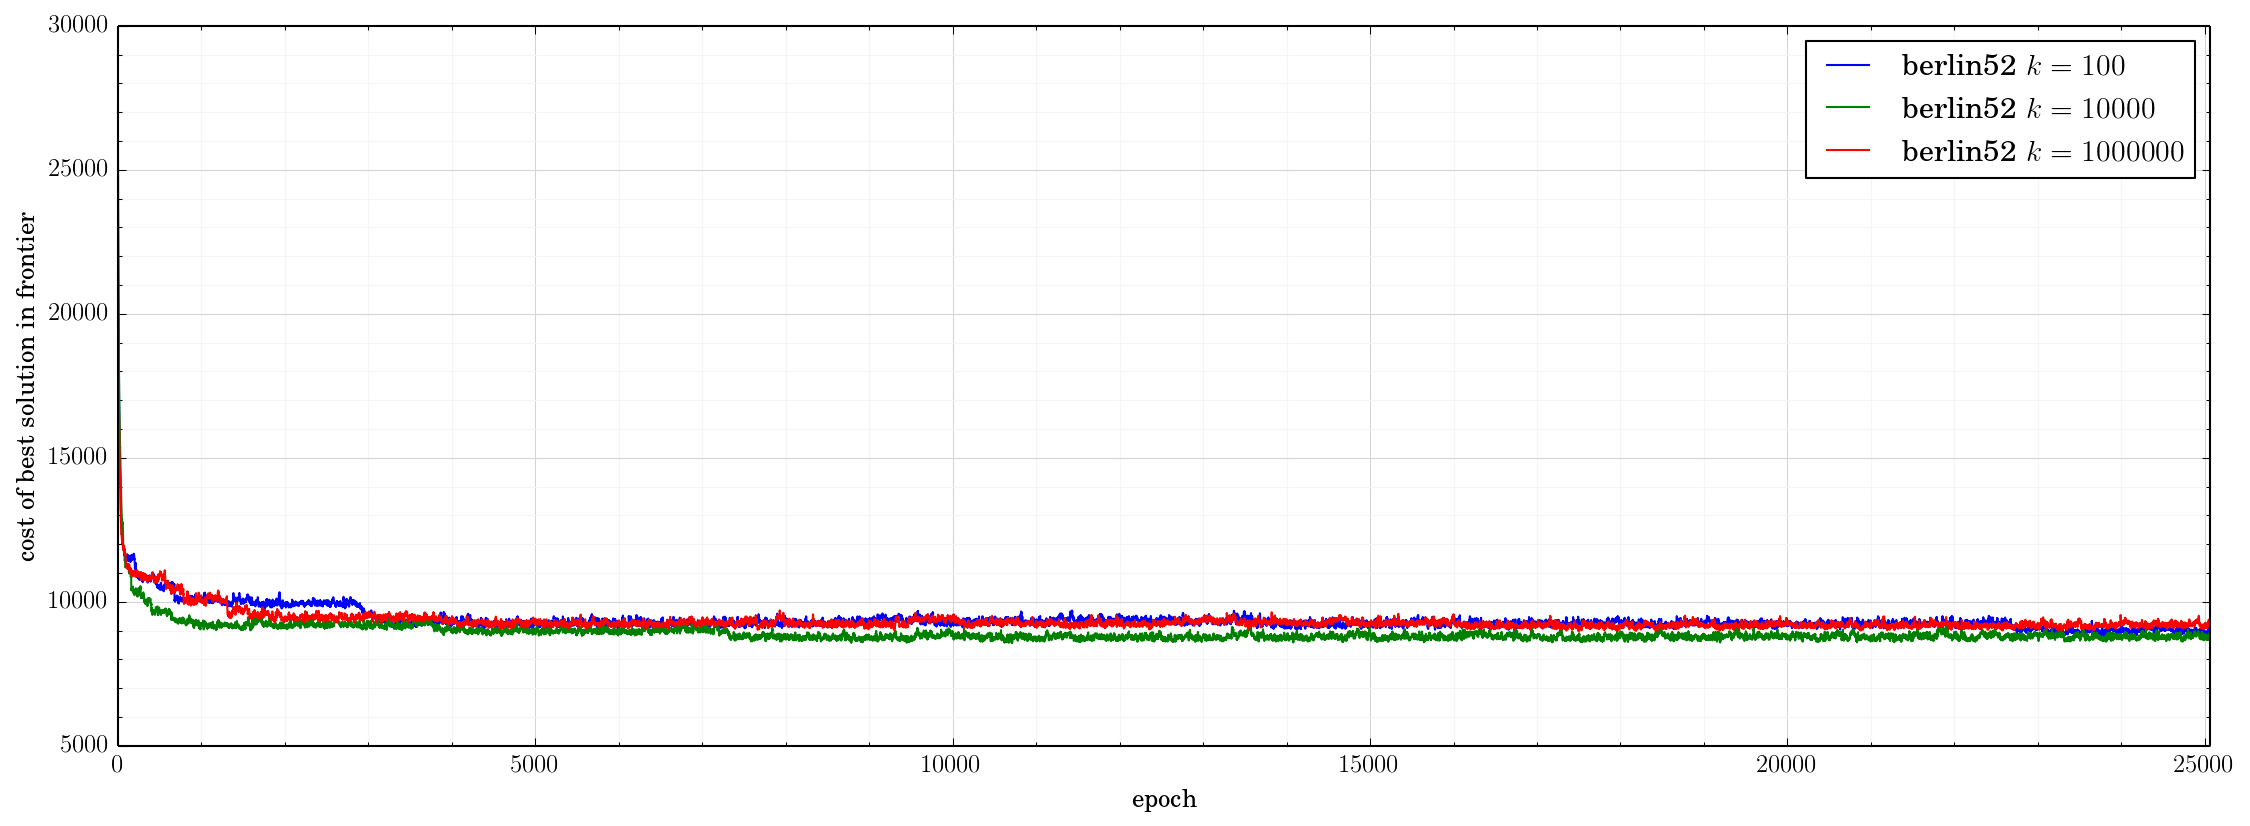 30000
25000
20000
15000
10000
5000
cost of best solution in frontier
berlin52 k = 100
berlin52 k = 10000
berlin52 k = 1000000
0 5000 10000 15000 20000 25000
epoch